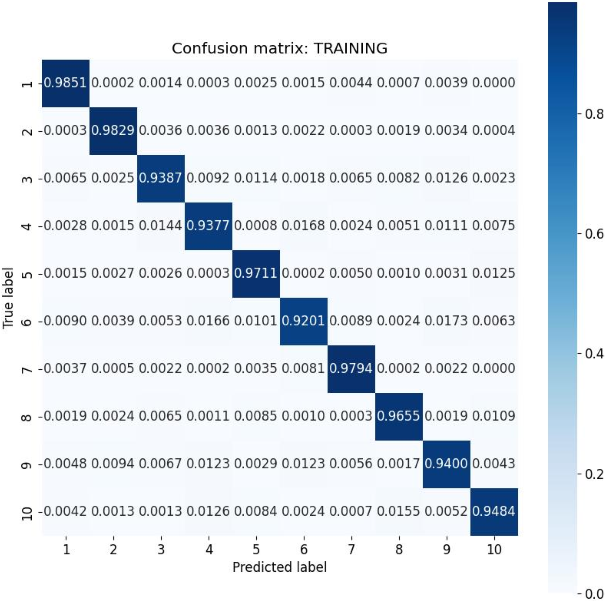 Confusion matrix: TRAINING
1 0.9851 0.0002 0.0014 0.0003 0.0025 0.0015 0.0044 0.0007 0.0039 0.0000
2 0.0003 0.9829 0.0036 0.0036 0.0013 0.0022 0.0003 0.0019 0.0034 0.0004
3 0.0065 0.0025 0.9387 0.0092 0.0114 0.0018 0.0065 0.0082 0.0126 0.0023
4 0.0028 0.0015 0.0144 0.9377 0.0008 0.0168 0.0024 0.0051 0.0111 0.0075
5 0.0015 0.0027 0.0026 0.0003 0.9711 0.0002 0.0050 0.0010 0.0031 0.0125
6 0.0090 0.0039 0.0053 0.0166 0.0101 0.9201 0.0089 0.0024 0.0173 0.0063
7 0.0037 0.0005 0.0022 0.0002 0.0035 0.0081 0.9794 0.0002 0.0022 0.0000
8 0.0019 0.0024 0.0065 0.0011 0.0085 0.0010 0.0003 0.9655 0.0019 0.0109
9 0.0048 0.0094 0.0067 0.0123 0.0029 0.0123 0.0056 0.0017 0.9400 0.0043
10 0.0042 0.0013 0.0013 0.0126 0.0084 0.0024 0.0007 0.0155 0.0052 0.9484
1 2 3 4 5 6 7 8 9 10
Predicted label
True label
0.8
0.6
0.4
0.2
0.0